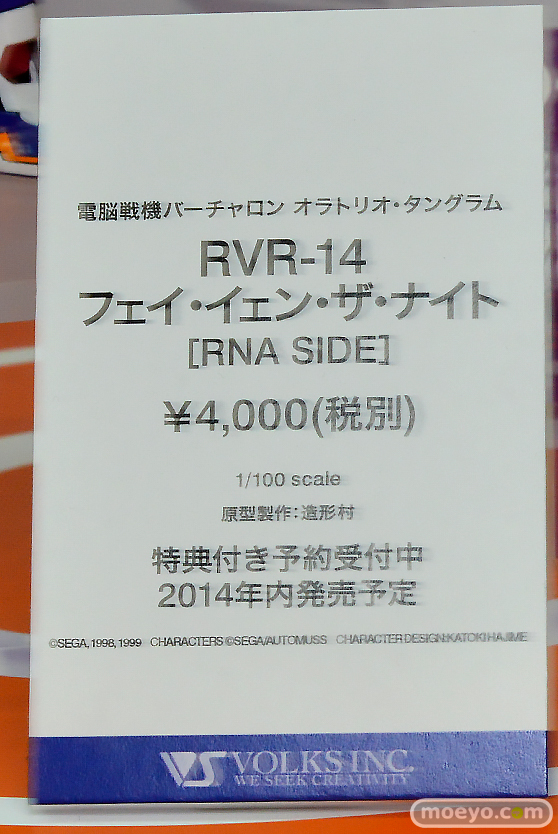 電脳戦機バーチャロン オラトリオ・タングラム
RVR-14
フェイ・イェン・ザ・ナイト
[RNA SIDE]
¥4,000(税別)
1/100 scale
原型製作:造形村
特典付き予約受付中
2014年内発売予定
©SEGA, 1998, 1999 CHARACTERS ©SEGA/AUTOMUSS CHARACTER DESIGN:KATOKI HAJIME
VS VOLKS INC.
WE SEEK CREATIVITY
moeyo.com